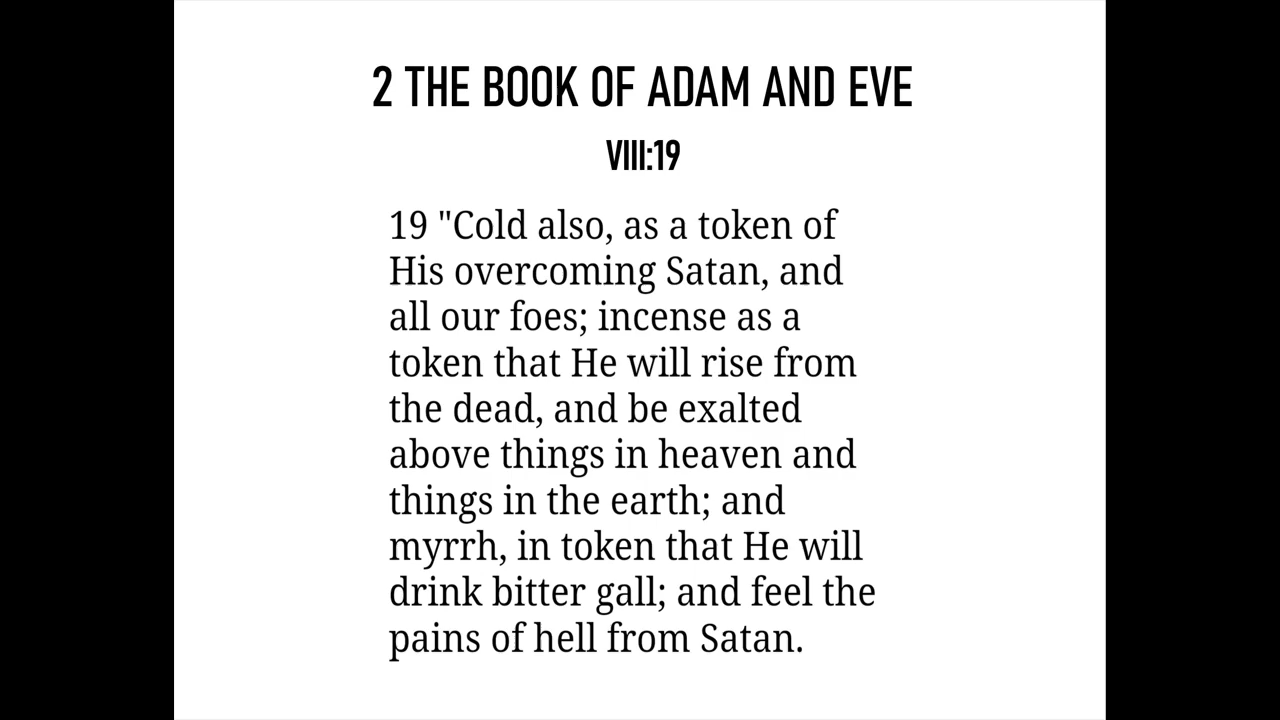 2 THE BOOK OF ADAM AND EVE
VIII:19
19 "Cold also, as a token of
His overcoming Satan, and
all our foes; incense as a
token that He will rise from
the dead, and be exalted
above things in heaven and
things in the earth; and
myrrh, in token that He will
drink bitter gall; and feel the
pains of hell from Satan.